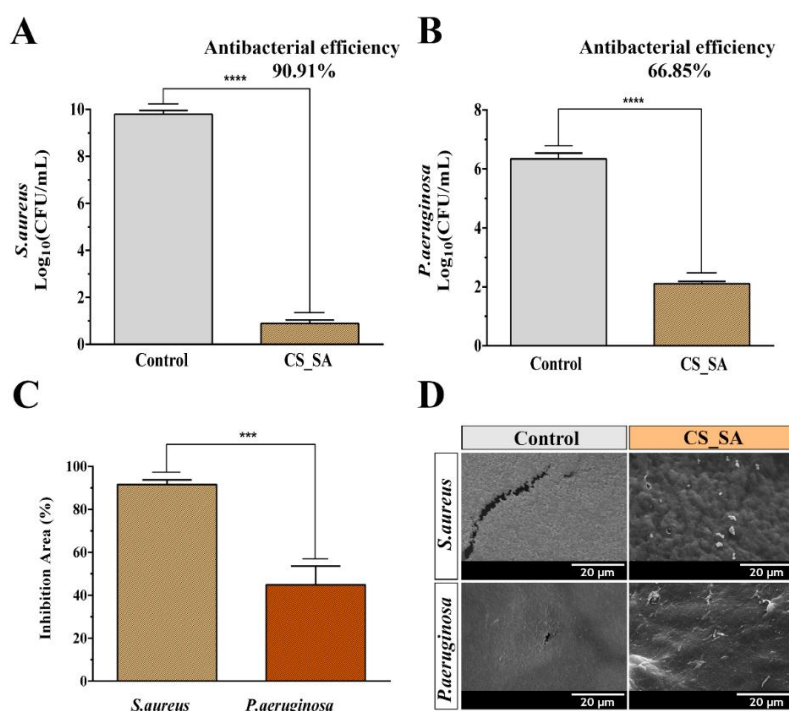 A
Antibacterial efficiency
90.91%
****
S.aureus
Log10(CFU/mL)
10
8
6
4
2
0
Control
CS_SA
B
Antibacterial efficiency
66.85%
****
P.aeruginosa
Log10(CFU/mL)
8
6
4
2
0
Control
CS_SA
C
***
Inhibition Area (%)
100
80
60
40
20
0
S.aureus
P.aeruginosa
D
Control
CS_SA
S.aureus
20 µm
20 µm
P.aeruginosa
20 µm
20 µm